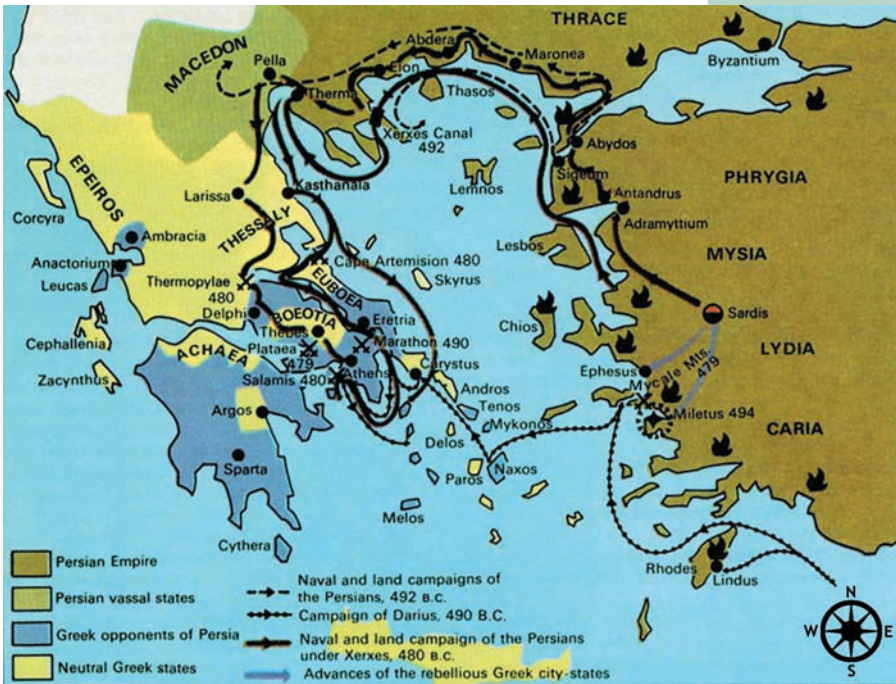 THRACE
MACEDON
Pella
Abdera
Maronea
Eion
Byzantium
Therma
Thasos
Xerxes Canal
492
Abydos
Sigeum
PHRYGIA
EPEIROS
Larissa
Kasthanaia
Lemnos
Antandrus
Adramyttium
Corcyra
THESSALY
Ambracia
Lesbos
MYSIA
Anactorium
Leucas
Thermopylae
480
Cape Artemision 480
Skyrus
EUBOEA
Sardis
Delphi
BOEOTIA
Thebes
Eretria
Chios
Cephallenia
ACHAEA
Plataea
479
Marathon 490
LYDIA
Zacynthus
Salamis 480
Athens
Carystus
Ephesus
Mycale Mts.
479
Andros
Tenos
Mykonos
Miletus 494
Argos
Delos
CARIA
Sparta
Paros
Naxos
Melos
Cythera
Rhodes
Lindus
Persian Empire
Persian vassal states
Greek opponents of Persia
Neutral Greek states
Naval and land campaigns of
the Persians, 492 B.C.
Campaign of Darius, 490 B.C.
Naval and land campaign of the Persians
under Xerxes, 480 B.C.
Advances of the rebellious Greek city-states
N
W
E
S